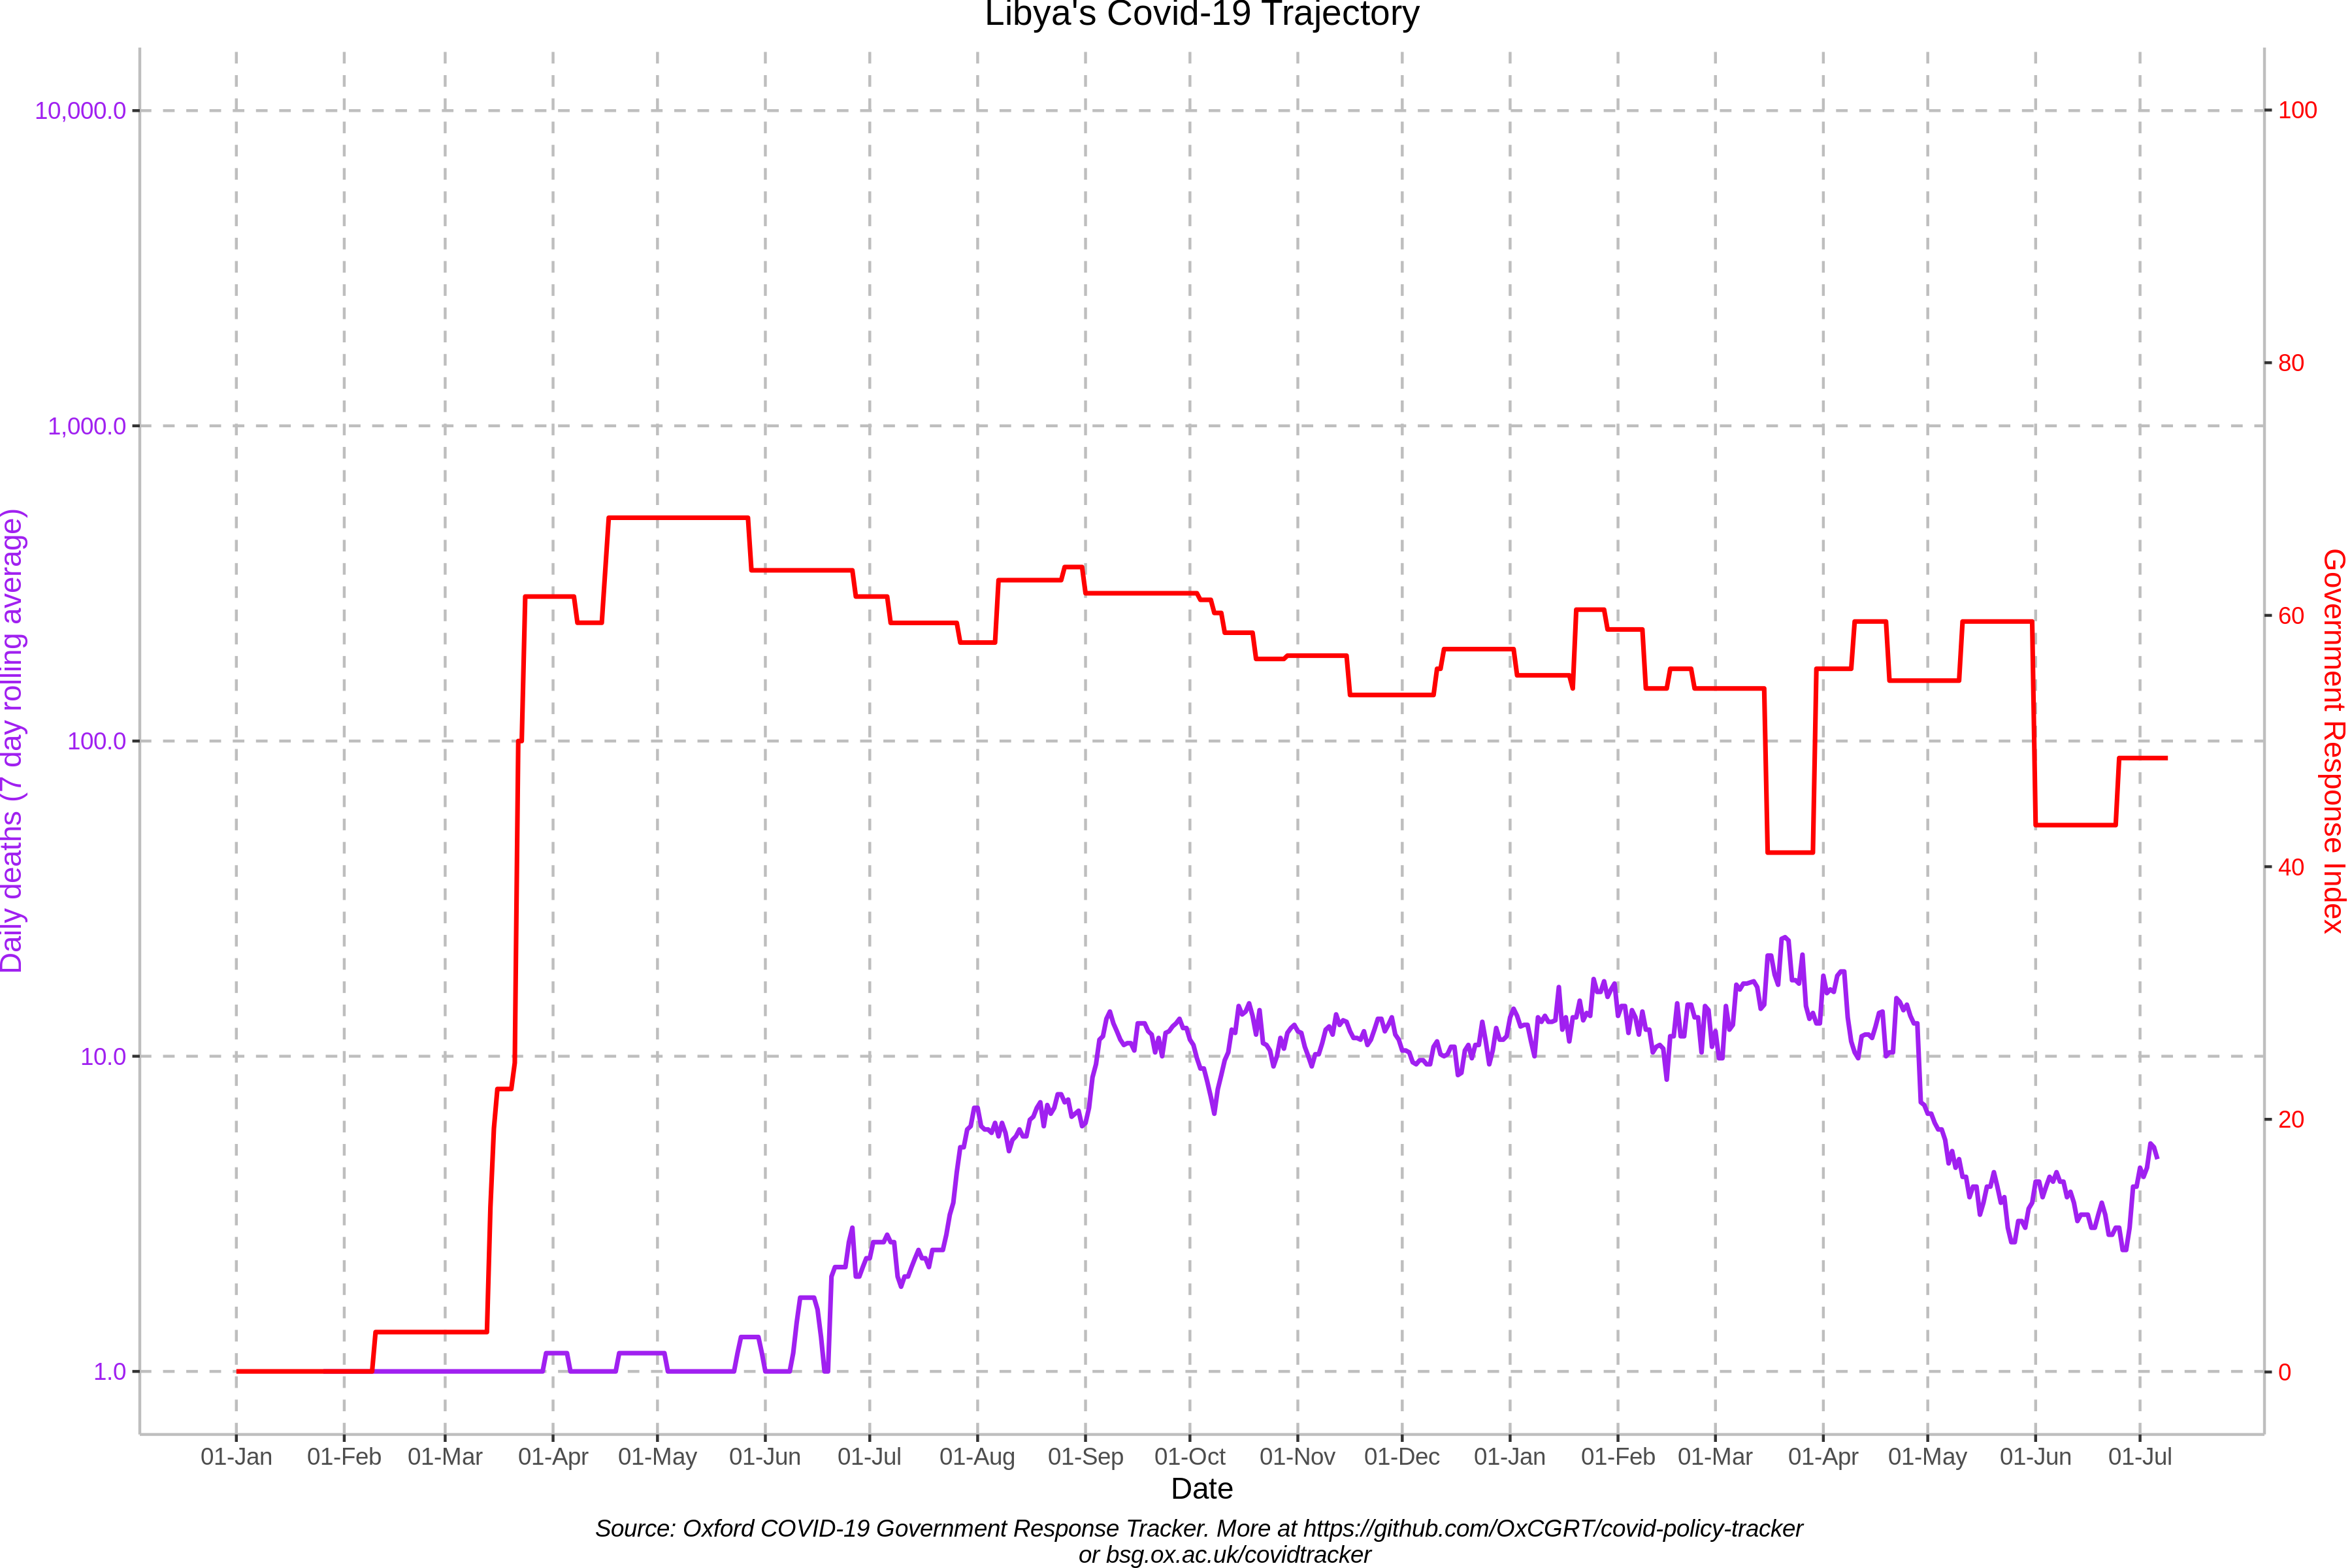 Libya's Covid-19 Trajectory
10,000.0
1,000.0
100.0
10.0
1.0
Daily deaths (7 day rolling average)
100
80
60
40
20
0
Government Response Index
01-Jan 01-Feb 01-Mar 01-Apr 01-May 01-Jun 01-Jul 01-Aug 01-Sep 01-Oct 01-Nov 01-Dec 01-Jan 01-Feb 01-Mar 01-Apr 01-May 01-Jun 01-Jul
Date
Source: Oxford COVID-19 Government Response Tracker. More at https://github.com/OxCGRT/covid-policy-tracker
or bsg.ox.ac.uk/covidtracker